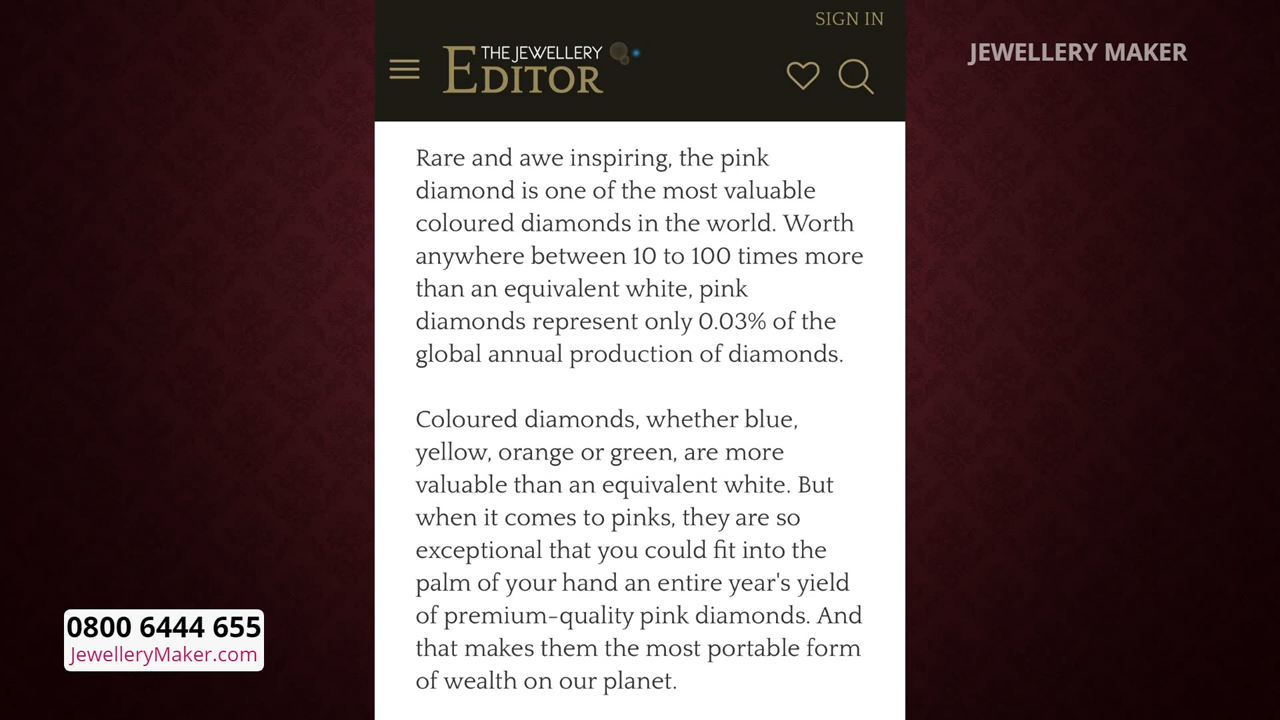 SIGN IN
THE JEWELLERY
EDITOR
JEWELLERY MAKER
Rare and awe inspiring, the pink
diamond is one of the most valuable
coloured diamonds in the world. Worth
anywhere between 10 to 100 times more
than an equivalent white, pink
diamonds represent only 0.03% of the
global annual production of diamonds.
Coloured diamonds, whether blue,
yellow, orange or green, are more
valuable than an equivalent white. But
when it comes to pinks, they are so
exceptional that you could fit into the
palm of your hand an entire year's yield
of premium-quality pink diamonds. And
that makes them the most portable form
of wealth on our planet.
0800 6444 655
JewelleryMaker.com